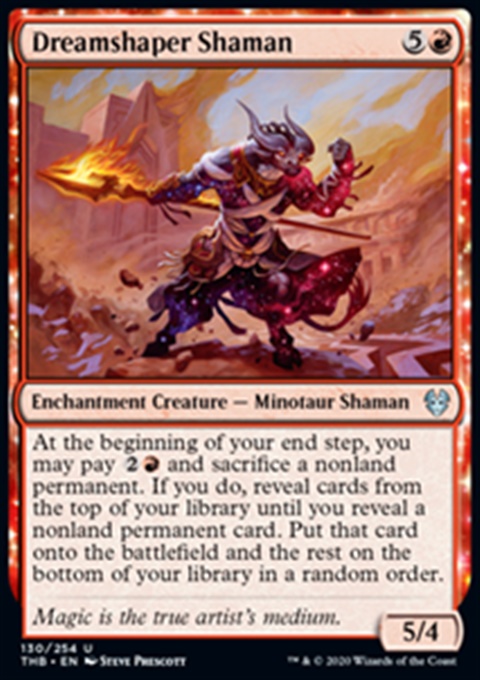 Dreamshaper Shaman 5
Enchantment Creature — Minotaur Shaman
At the beginning of your end step, you
may pay 2 and sacrifice a nonland
permanent. If you do, reveal cards from
the top of your library until you reveal a
nonland permanent card. Put that card
onto the battlefield and the rest on the
bottom of your library in a random order.
Magic is the true artist's medium.
5/4
130/254 U
THB • EN Steve Prescott
™ & © 2020 Wizards of the Coast